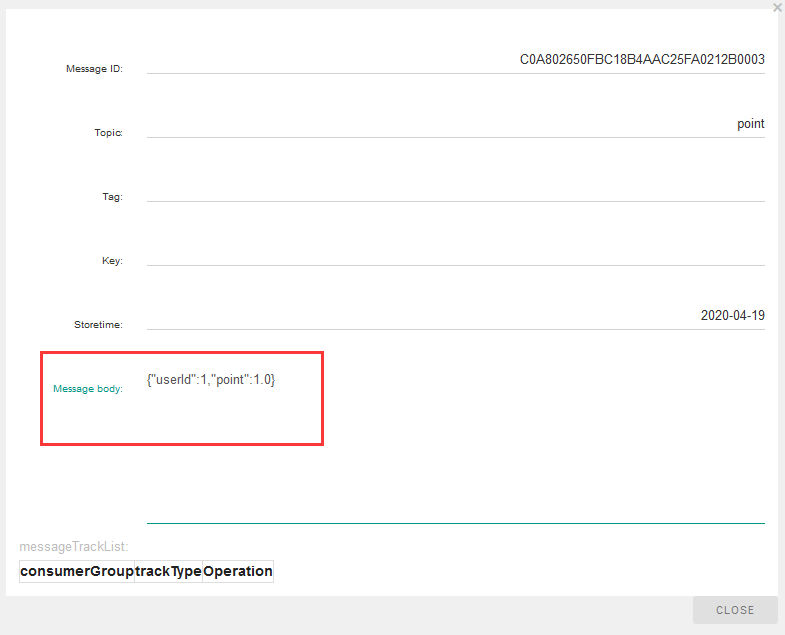 ×
Message ID: C0A802650FBC18B4AAC25FA0212B0003
Topic: point
Tag:
Key:
Storetime: 2020-04-19
Message body: {"userId":1,"point":1.0}
messageTrackList:
consumerGroup trackType Operation
CLOSE